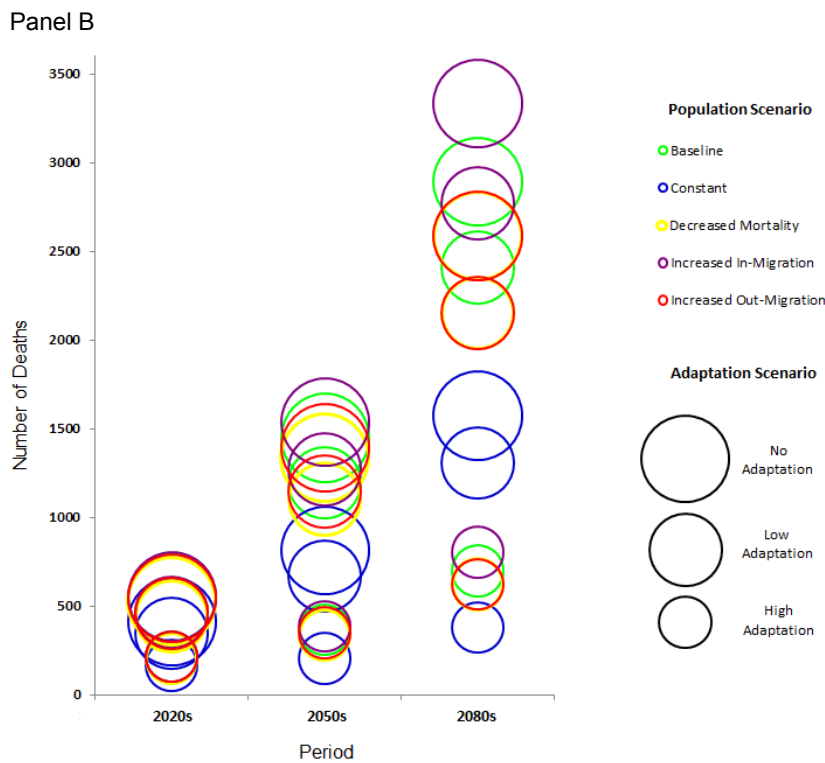 Panel B
3500
3000
2500
2000
1500
1000
500
0
Number of Deaths
2020s
2050s
2080s
Period
Population Scenario
Baseline
Constant
Decreased Mortality
Increased In-Migration
Increased Out-Migration
Adaptation Scenario
No
Adaptation
Low
Adaptation
High
Adaptation